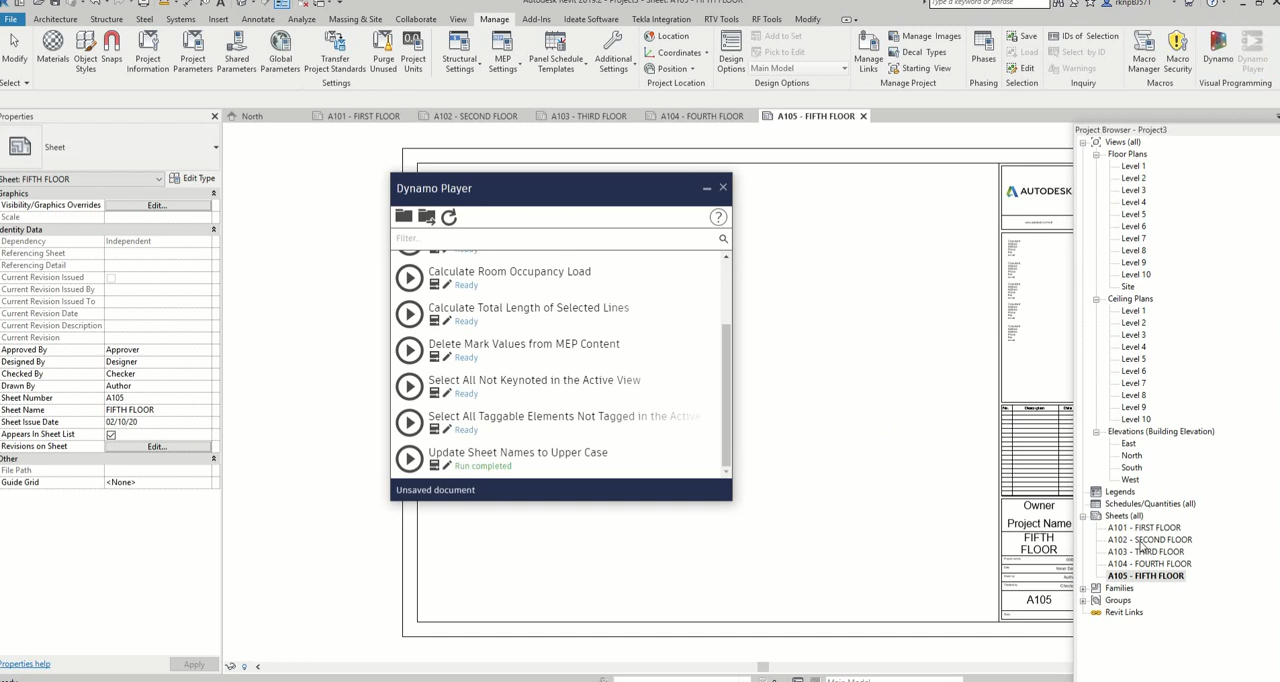 Autodesk Revit 2019.2 - Project3 - Sheet: A105 - FIFTH FLOOR
Type a keyword or phrase
File Architecture Structure Steel Systems Insert Annotate Analyze Massing & Site Collaborate View Manage Add-Ins Ideate Software Tekla Integration RTV Tools RF Tools Modify
Modify
Materials
Object Styles
Snaps
Project Information
Project Parameters
Shared Parameters
Global Parameters
Transfer Project Standards
Purge Unused
Project Units
Structural Settings
MEP Settings
Panel Schedule Templates
Additional Settings
Location
Coordinates
Position
Design Options
Add to Set
Pick to Edit
Main Model
Manage Links
Manage Images
Decal Types
Starting View
Phases
Save
Load
Edit
IDs of Selection
Select by ID
Warnings
Macro Manager
Macro Security
Dynamo
Dynamo Player
Select
Settings
Project Location
Design Options
Manage Project
Phasing
Selection
Inquiry
Macros
Visual Programming
Properties
North
A101 - FIRST FLOOR
A102 - SECOND FLOOR
A103 - THIRD FLOOR
A104 - FOURTH FLOOR
A105 - FIFTH FLOOR
Sheet
Sheet: FIFTH FLOOR
Edit Type
Graphics
Visibility/Graphics Overrides Edit...
Scale
Identity Data
Dependency Independent
Referencing Sheet
Referencing Detail
Current Revision Issued
Current Revision Issued By
Current Revision Issued To
Current Revision Date
Current Revision Description
Current Revision
Approved By Approver
Designed By Designer
Checked By Checker
Drawn By Author
Sheet Number A105
Sheet Name FIFTH FLOOR
Sheet Issue Date 02/10/20
Appears In Sheet List
Revisions on Sheet Edit...
Other
File Path
Guide Grid <None>
Properties help
Apply
Dynamo Player
Filter...
Ready
Calculate Room Occupancy Load
Ready
Calculate Total Length of Selected Lines
Ready
Delete Mark Values from MEP Content
Ready
Select All Not Keynoted in the Active View
Ready
Select All Taggable Elements Not Tagged in the Active
Ready
Update Sheet Names to Upper Case
Run completed
Unsaved document
AUTODESK
No. Description Date
Owner
Project Name
FIFTH
FLOOR
A105
Project Browser - Project3
Views (all)
Floor Plans
Level 1
Level 2
Level 3
Level 4
Level 5
Level 6
Level 7
Level 8
Level 9
Level 10
Site
Ceiling Plans
Level 1
Level 2
Level 3
Level 4
Level 5
Level 6
Level 7
Level 8
Level 9
Level 10
Elevations (Building Elevation)
East
North
South
West
Legends
Schedules/Quantities (all)
Sheets (all)
A101 - FIRST FLOOR
A102 - SECOND FLOOR
A103 - THIRD FLOOR
A104 - FOURTH FLOOR
A105 - FIFTH FLOOR
Families
Groups
Revit Links
Main Model